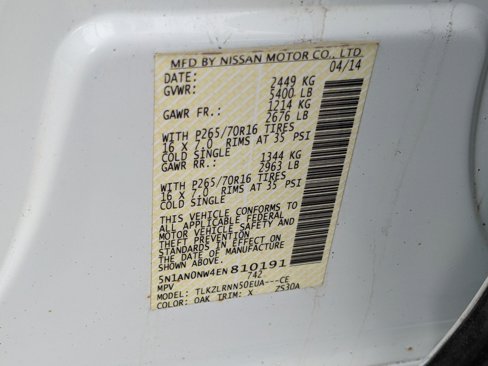 MFD BY NISSAN MOTOR CO., LTD.
DATE: 04/14
GVWR: 2449 KG
5400 LB
GAWR FR.: 1214 KG
2676 LB
WITH P265/70R16 TIRES
16 X 7.0 RIMS AT 35 PSI
COLD SINGLE
GAWR RR.: 1344 KG
2963 LB
WITH P265/70R16 TIRES
16 X 7.0 RIMS AT 35 PSI
COLD SINGLE
THIS VEHICLE CONFORMS TO
ALL APPLICABLE FEDERAL
MOTOR VEHICLE SAFETY AND
THEFT PREVENTION
STANDARDS IN EFFECT ON
THE DATE OF MANUFACTURE
SHOWN ABOVE.
5N1AN0NW4EN810191
MPV 742
MODEL: TLKZLRNN50EUA---CE
COLOR: QAK TRIM: X ZS30A